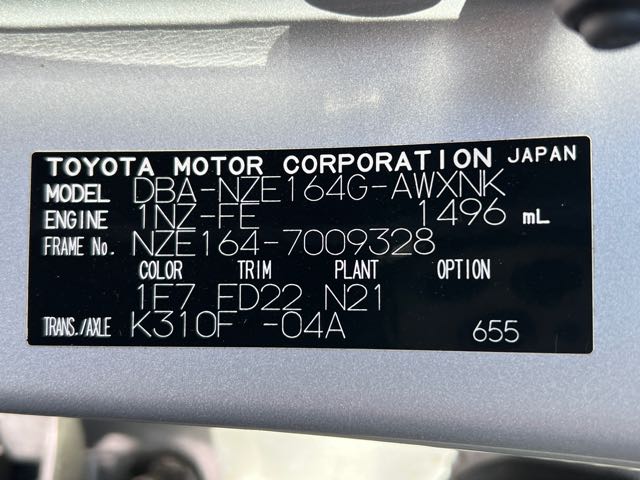 TOYOTA MOTOR CORPORATION JAPAN
MODEL DBA-NZE164G-AWXNK
ENGINE 1NZ-FE 1496 mL
FRAME No. NZE164-7009328
COLOR TRIM PLANT OPTION
1E7 FD22 N21
TRANS./AXLE K310F -04A 655